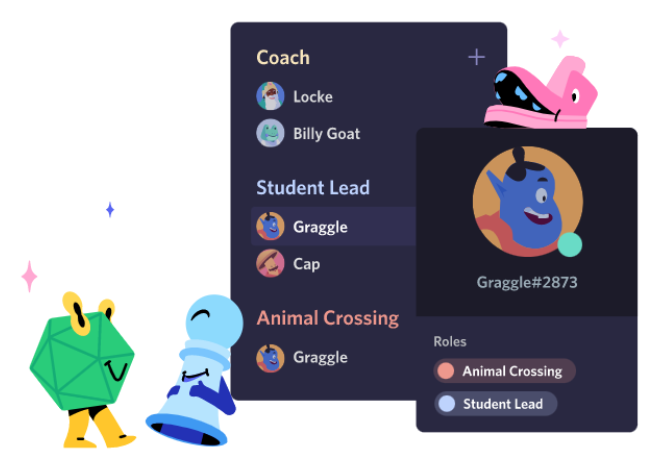 Coach
Locke
Billy Goat
Student Lead
Graggle
Cap
Animal Crossing
Graggle
Graggle#2873
Roles
Animal Crossing
Student Lead